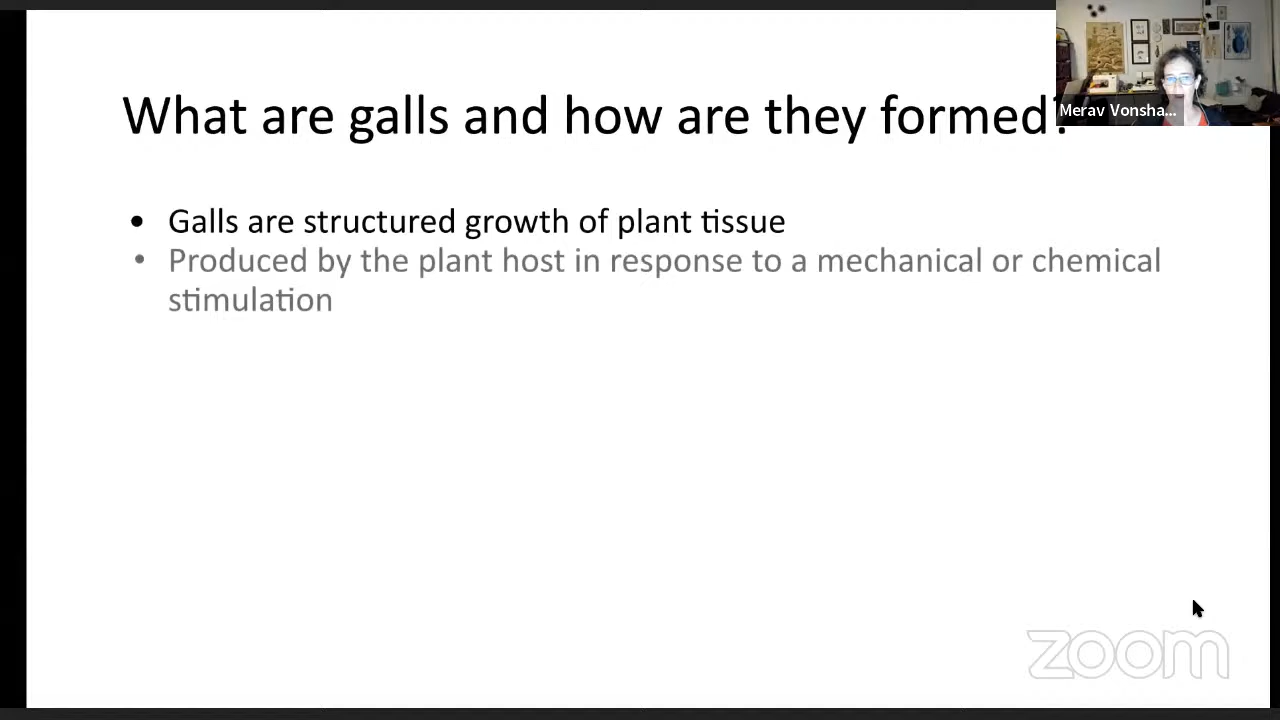 What are galls and how are they formed?
Merav Vonsha...
• Galls are structured growth of plant tissue
• Produced by the plant host in response to a mechanical or chemical
stimulation
zoom